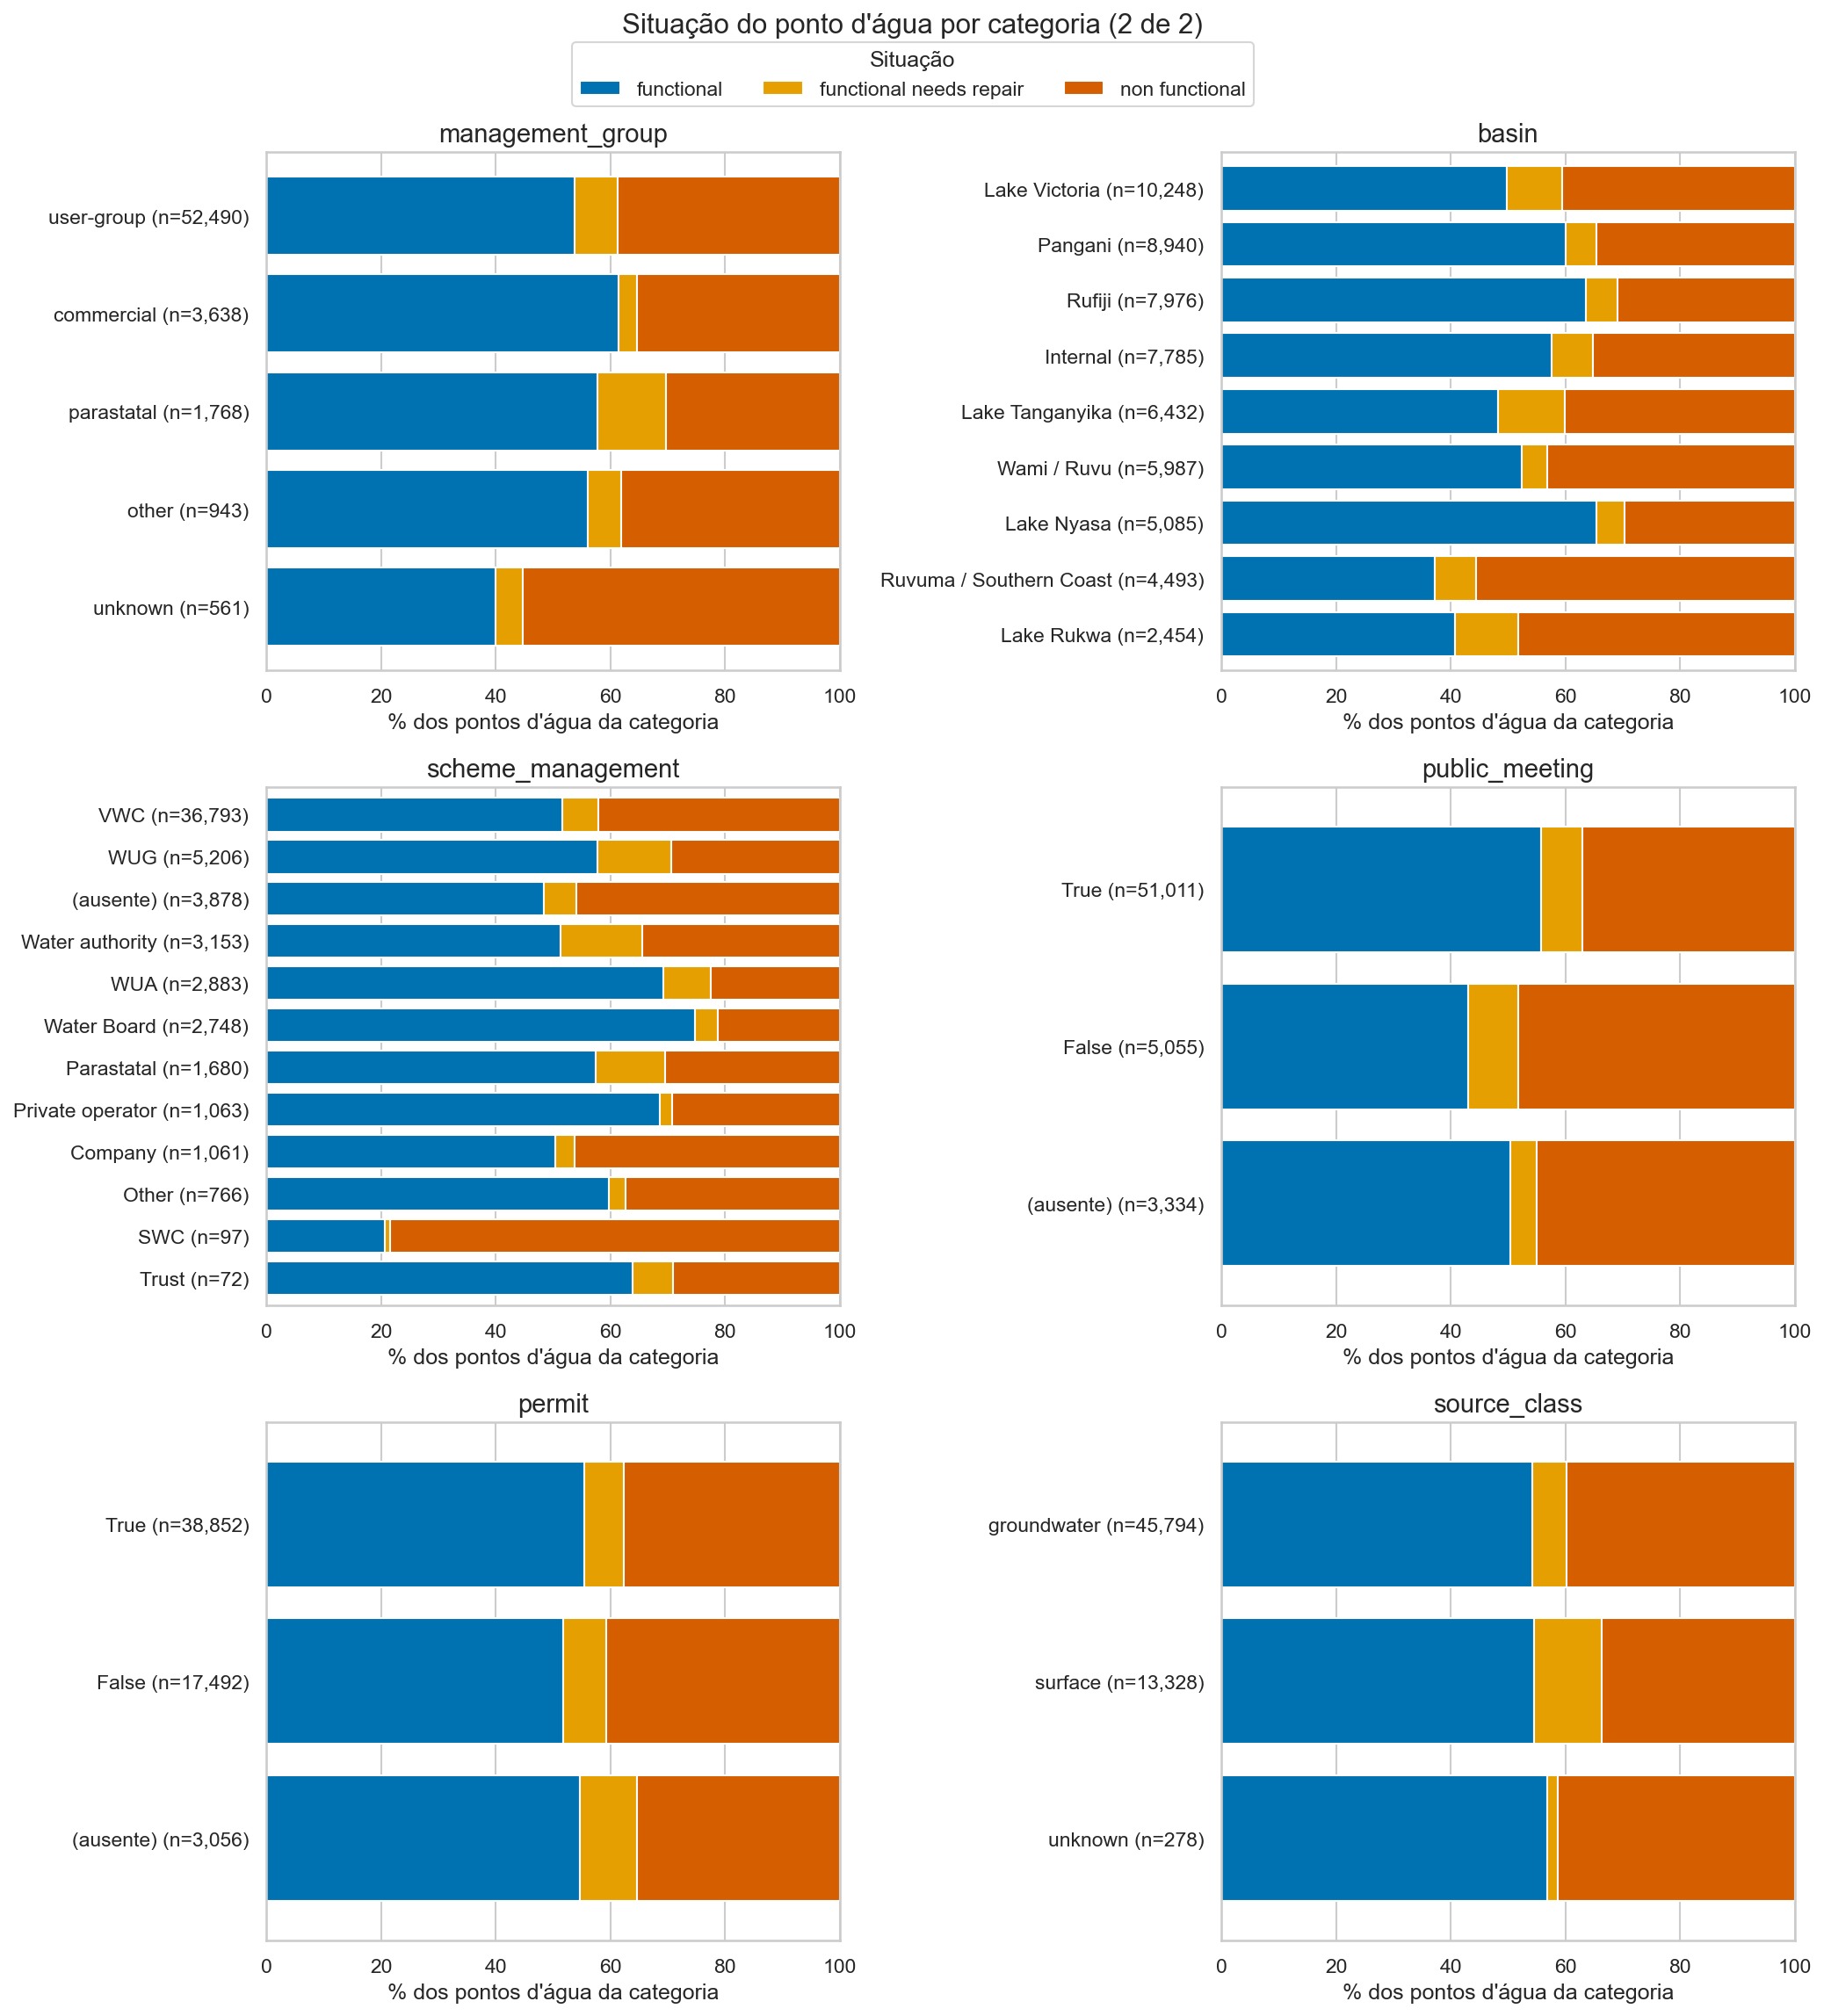 Situação do ponto d'água por categoria (2 de 2)
Situação
functional
functional needs repair
non functional
management_group
user-group (n=52,490)
commercial (n=3,638)
parastatal (n=1,768)
other (n=943)
unknown (n=561)
0 20 40 60 80 100
% dos pontos d'água da categoria
basin
Lake Victoria (n=10,248)
Pangani (n=8,940)
Rufiji (n=7,976)
Internal (n=7,785)
Lake Tanganyika (n=6,432)
Wami / Ruvu (n=5,987)
Lake Nyasa (n=5,085)
Ruvuma / Southern Coast (n=4,493)
Lake Rukwa (n=2,454)
0 20 40 60 80 100
% dos pontos d'água da categoria
scheme_management
VWC (n=36,793)
WUG (n=5,206)
(ausente) (n=3,878)
Water authority (n=3,153)
WUA (n=2,883)
Water Board (n=2,748)
Parastatal (n=1,680)
Private operator (n=1,063)
Company (n=1,061)
Other (n=766)
SWC (n=97)
Trust (n=72)
0 20 40 60 80 100
% dos pontos d'água da categoria
public_meeting
True (n=51,011)
False (n=5,055)
(ausente) (n=3,334)
0 20 40 60 80 100
% dos pontos d'água da categoria
permit
True (n=38,852)
False (n=17,492)
(ausente) (n=3,056)
0 20 40 60 80 100
% dos pontos d'água da categoria
source_class
groundwater (n=45,794)
surface (n=13,328)
unknown (n=278)
0 20 40 60 80 100
% dos pontos d'água da categoria